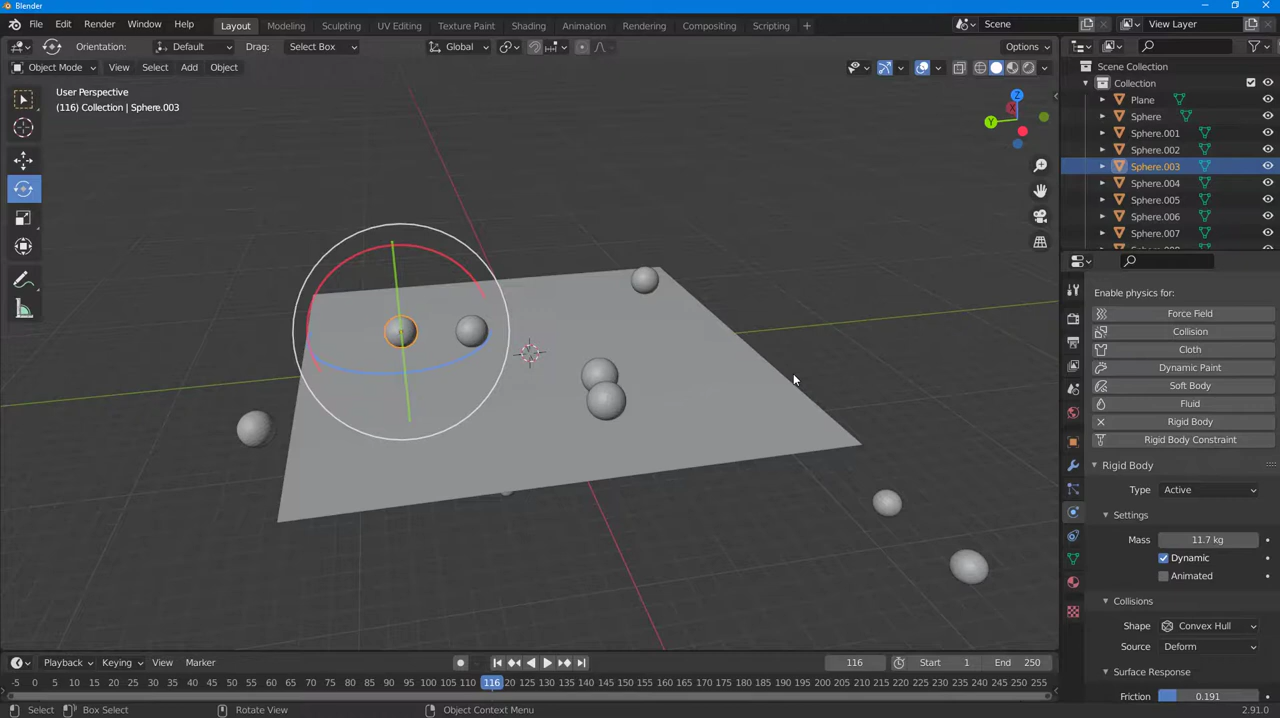 Blender
File Edit Render Window Help Layout Modeling Sculpting UV Editing Texture Paint Shading Animation Rendering Compositing Scripting + Scene View Layer
Orientation: Default Drag: Select Box Global Options
Object Mode View Select Add Object
User Perspective
(116) Collection | Sphere.003
Z
X
Y
Scene Collection
Collection
Plane
Sphere
Sphere.001
Sphere.002
Sphere.003
Sphere.004
Sphere.005
Sphere.006
Sphere.007
Enable physics for:
Force Field
Collision
Cloth
Dynamic Paint
Soft Body
Fluid
Rigid Body
Rigid Body Constraint
Rigid Body
Type Active
Settings
Mass 11.7 kg
Dynamic
Animated
Collisions
Shape Convex Hull
Source Deform
Surface Response
Friction 0.191
Playback Keying View Marker 116 Start 1 End 250
-5 0 5 10 15 20 25 30 35 40 45 50 55 60 65 70 75 80 85 90 95 100 105 110 116 20 125 130 135 140 145 150 155 160 165 170 175 180 185 190 195 200 205 210 215 220 225 230 235 240 245 250 255
Select Box Select Rotate View Object Context Menu 2.91.0